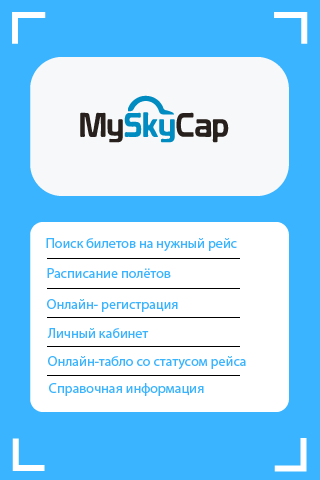 MySkyCap
Поиск билетов на нужный рейс
Расписание полётов
Онлайн- регистрация
Личный кабинет
Онлайн-табло со статусом рейса
Справочная информация